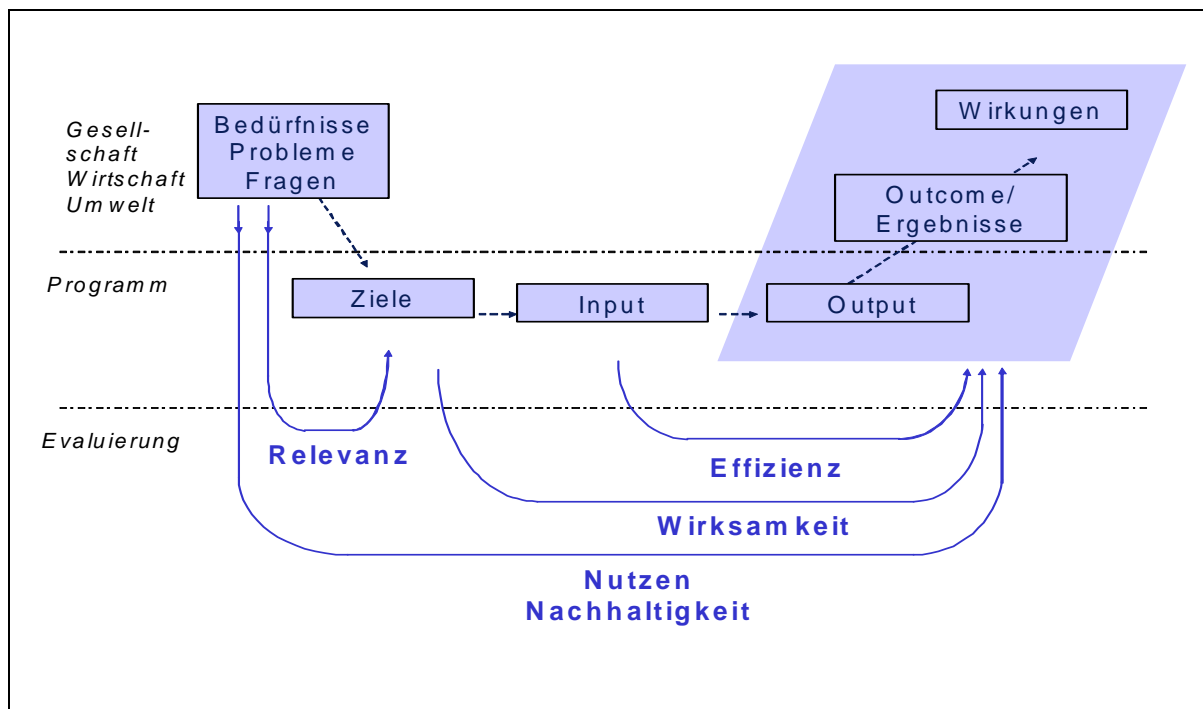 Gesell-
schaft
Wirtschaft
Umwelt
Bedürfnisse
Probleme
Fragen
Wirkungen
Outcome/
Ergebnisse
Programm
Ziele
Input
Output
Evaluierung
Relevanz
Effizienz
Wirksamkeit
Nutzen
Nachhaltigkeit